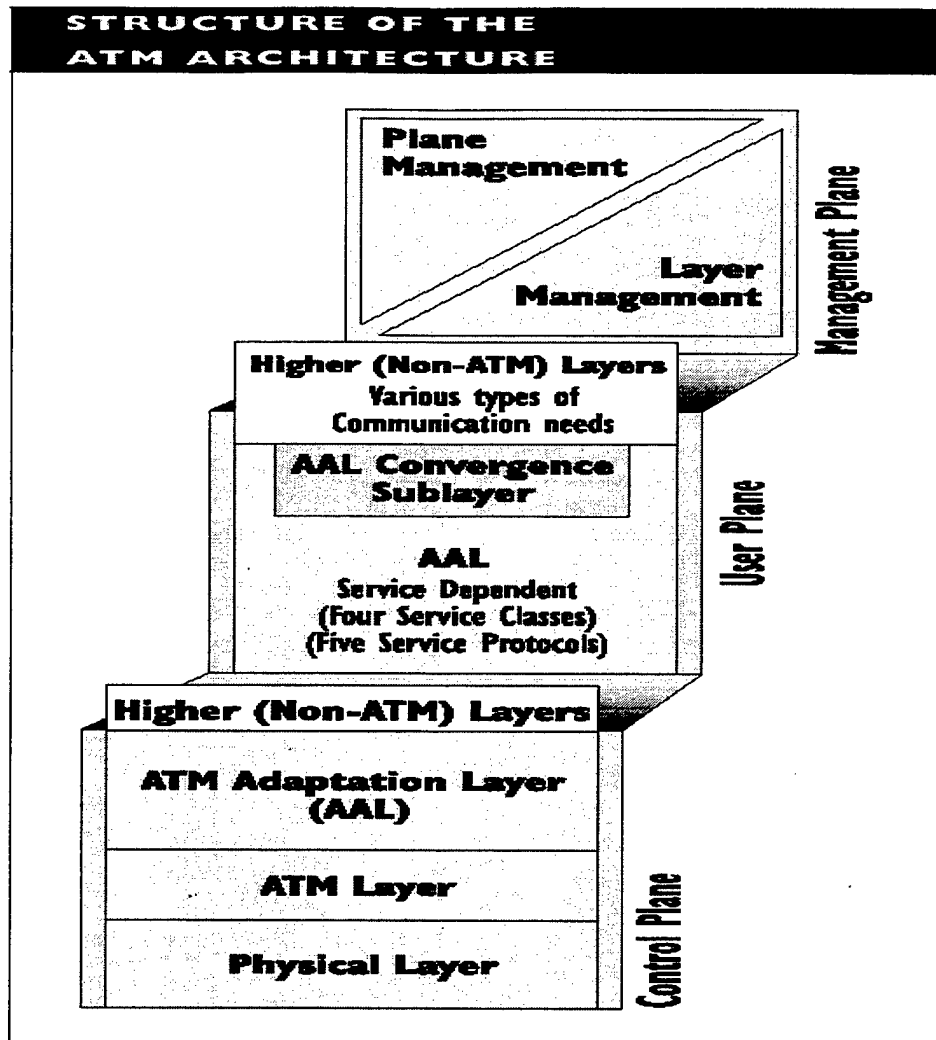 STRUCTURE OF THE
ATM ARCHITECTURE
Plane
Management
Layer
Management
Management Plane
Higher (Non-ATM) Layers
Various types of
Communication needs
AAL Convergence
Sublayer
AAL
Service Dependent
(Four Service Classes)
(Five Service Protocols)
User Plane
Higher (Non-ATM) Layers
ATM Adaptation Layer
(AAL)
ATM Layer
Physical Layer
Control Plane